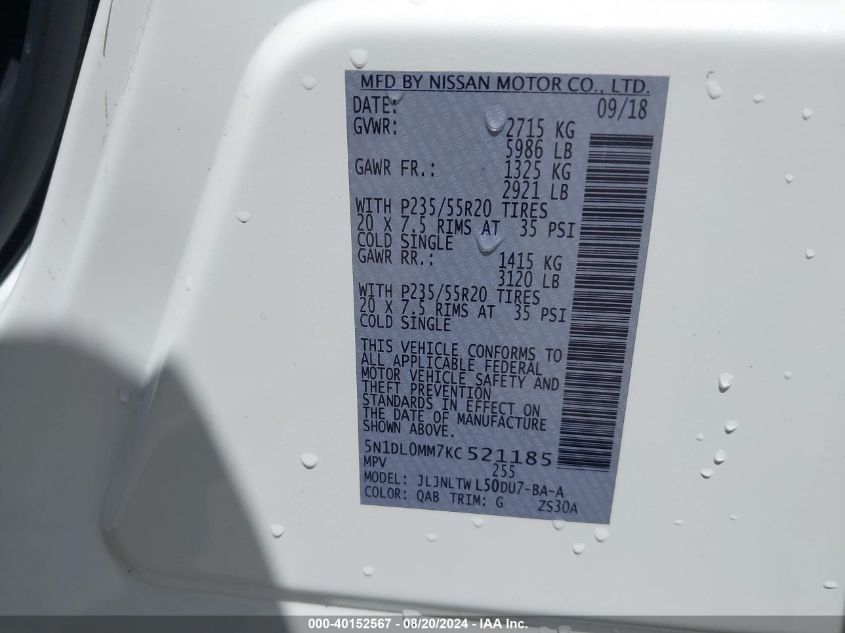 MFD BY NISSAN MOTOR CO., LTD.
DATE: 09/18
GVWR: 2715 KG
5986 LB
GAWR FR.: 1325 KG
2921 LB
WITH P235/55R20 TIRES
20 X 7.5 RIMS AT 35 PSI
COLD SINGLE
GAWR RR.: 1415 KG
3120 LB
WITH P235/55R20 TIRES
20 X 7.5 RIMS AT 35 PSI
COLD SINGLE
THIS VEHICLE CONFORMS TO
ALL APPLICABLE FEDERAL
MOTOR VEHICLE SAFETY AND
THEFT PREVENTION
STANDARDS IN EFFECT ON
THE DATE OF MANUFACTURE
SHOWN ABOVE.
5N1DL0MM7KC 521185
MPV 255
MODEL: JLJNLTW L50DU7-BA-A
COLOR: QAB TRIM: G ZS30A
000-40152567 - 08/20/2024 - IAA, Inc.